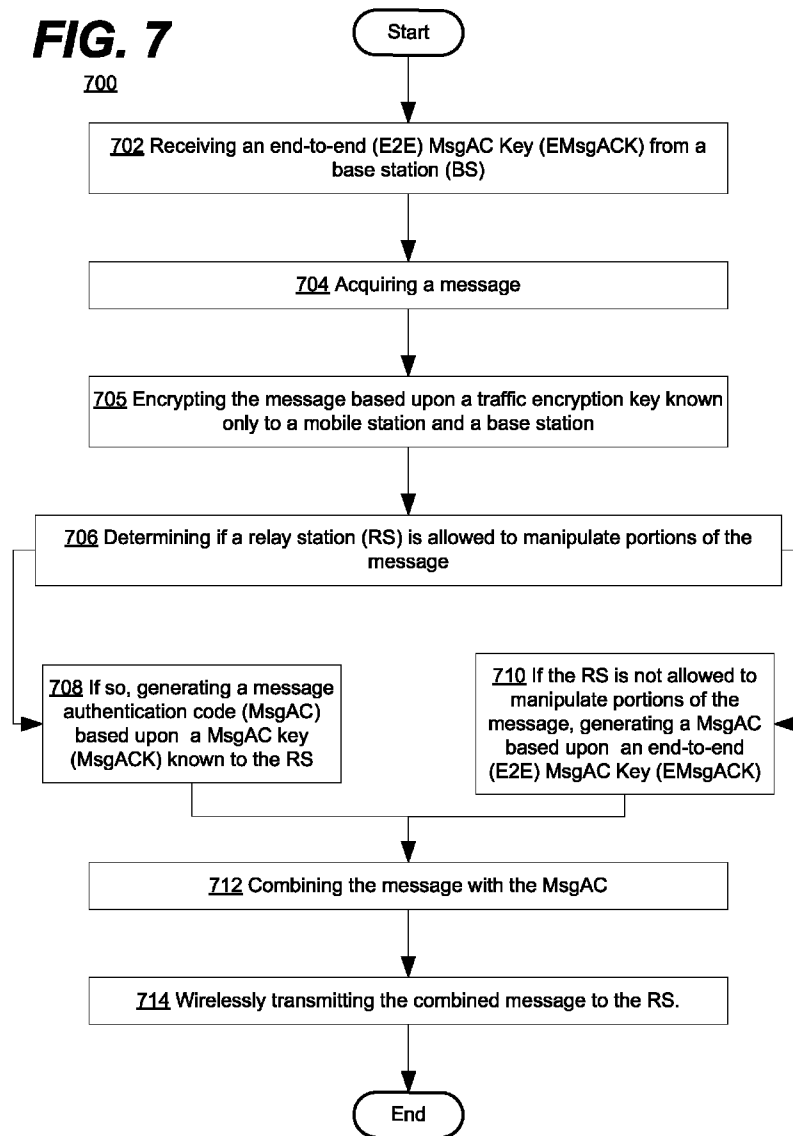 FIG. 7
700
Start
702 Receiving an end-to-end (E2E) MsgAC Key (EMsgACK) from a
base station (BS)
704 Acquiring a message
705 Encrypting the message based upon a traffic encryption key known
only to a mobile station and a base station
706 Determining if a relay station (RS) is allowed to manipulate portions of the
message
708 If so, generating a message
authentication code (MsgAC)
based upon a MsgAC key
(MsgACK) known to the RS
710 If the RS is not allowed to
manipulate portions of the
message, generating a MsgAC
based upon an end-to-end
(E2E) MsgAC Key (EMsgACK)
712 Combining the message with the MsgAC
714 Wirelessly transmitting the combined message to the RS.
End